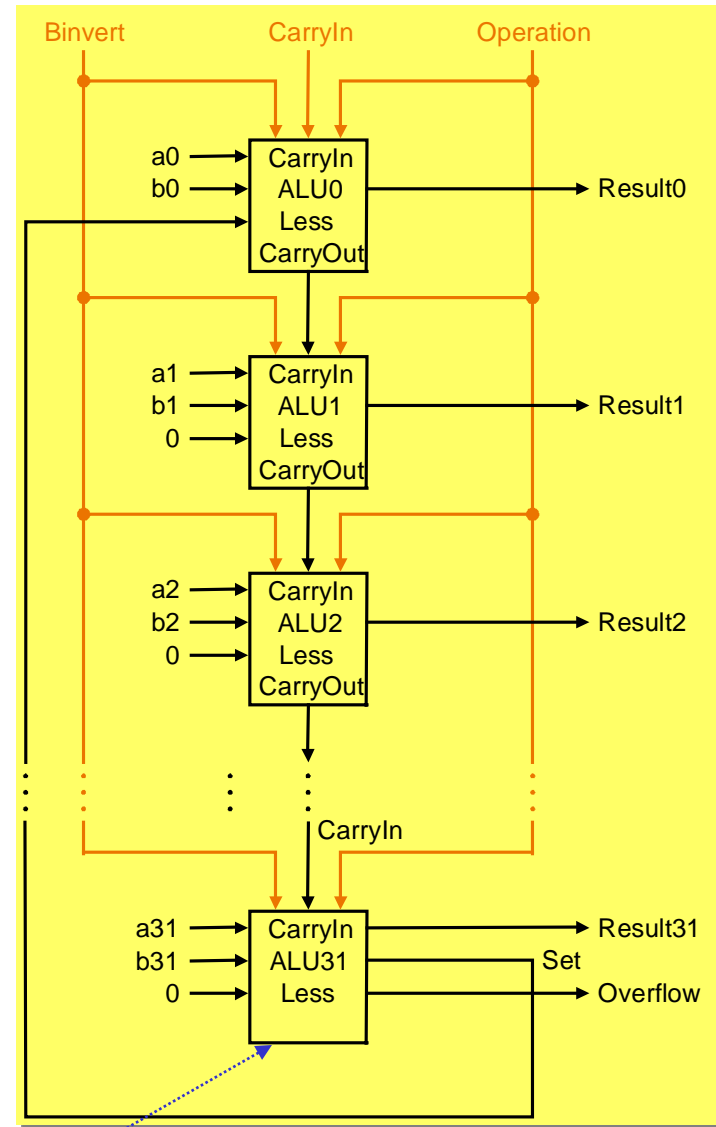 Binvert CarryIn Operation
a0 CarryIn
b0 ALU0 Result0
Less
CarryOut
a1 CarryIn
b1 ALU1 Result1
0 Less
CarryOut
a2 CarryIn
b2 ALU2 Result2
0 Less
CarryOut
CarryIn
a31 CarryIn Result31
b31 ALU31 Set
0 Less Overflow